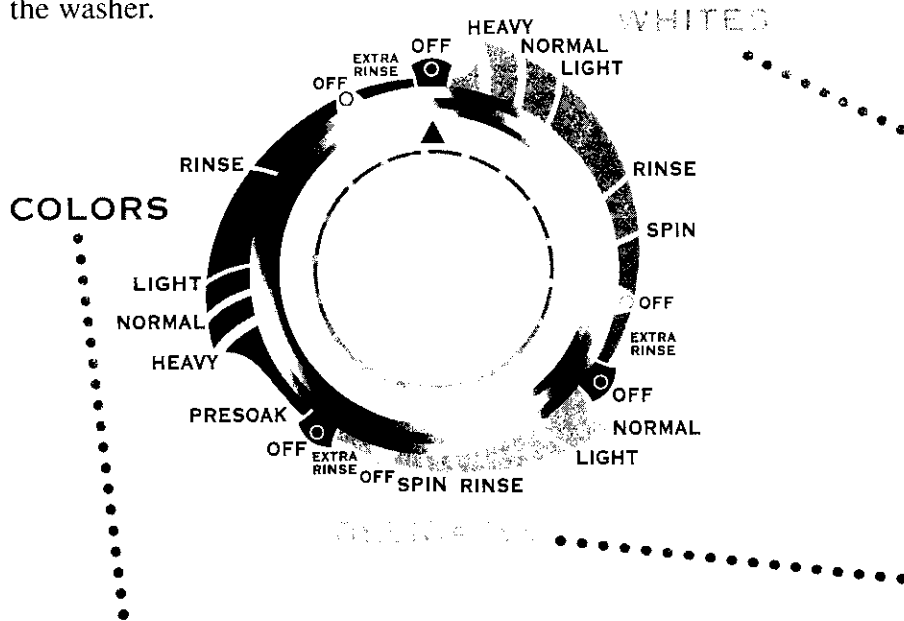 the washer.
WHITES
HEAVY
OFF
NORMAL
EXTRA
RINSE
LIGHT
OFF
RINSE
RINSE
COLORS
SPIN
LIGHT
OFF
NORMAL
EXTRA
RINSE
HEAVY
OFF
PRESOAK
NORMAL
OFF
EXTRA
RINSE
LIGHT
OFF
SPIN RINSE